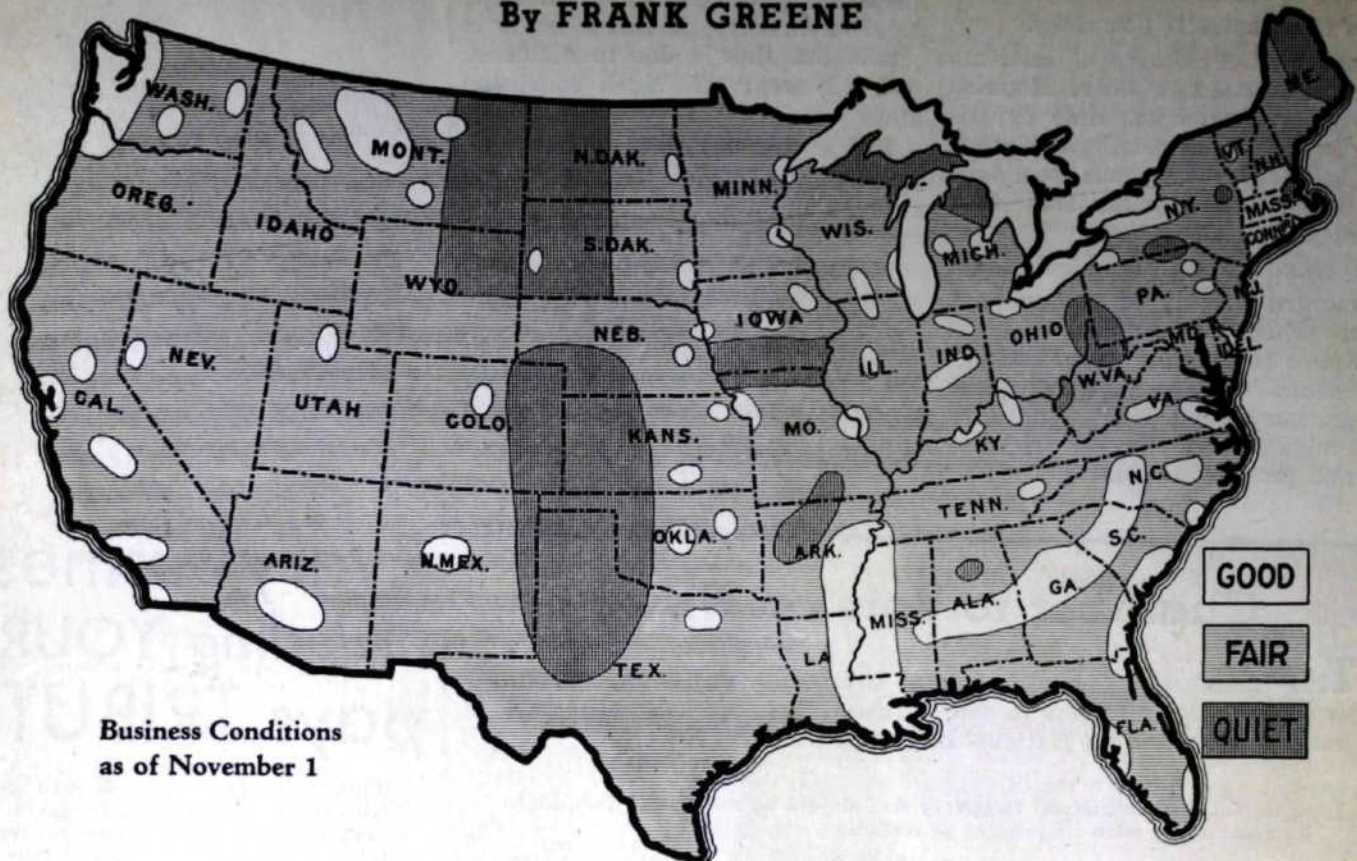 By FRANK GREENE
WASH.
MONT.
N.DAK.
MINN.
ME.
VT.
N.H.
OREG.
IDAHO
S.DAK.
WIS.
MICH.
N.Y.
MASS.
CONN.
WYO.
NEB.
IOWA
ILL.
IND.
OHIO
PA.
N.J.
MD.
DEL.
W.VA.
VA.
NEV.
UTAH
COLO.
KANS.
MO.
KY.
CAL.
ARIZ.
N.MEX.
OKLA.
ARK.
TENN.
N.C.
S.C.
TEX.
LA.
MISS.
ALA.
GA.
FLA.
GOOD
FAIR
QUIET
Business Conditions
as of November 1